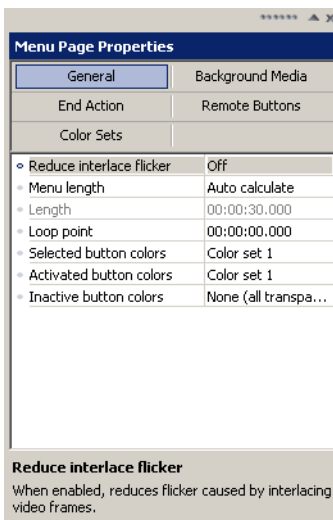 Menu Page Properties
General Background Media
End Action Remote Buttons
Color Sets
Reduce interlace flicker Off
Menu length Auto calculate
Length 00:00:30.000
Loop point 00:00:00.000
Selected button colors Color set 1
Activated button colors Color set 1
Inactive button colors None (all transpa...
Reduce interlace flicker
When enabled, reduces flicker caused by interlacing
video frames.